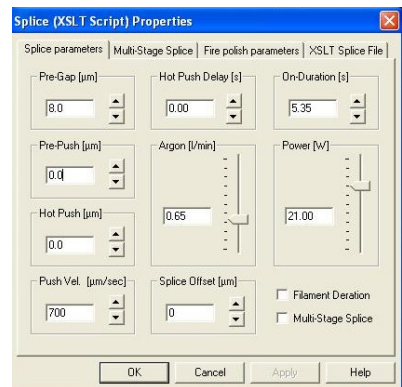 Splice (XSLT Script) Properties
Splice parameters Multi-Stage Splice Fire polish parameters XSLT Splice File
Pre-Gap [µm] Hot Push Delay [s] On-Duration [s]
8.0 0.00 5.35
Pre-Push [µm] Argon [l/min] Power [W]
0.0
0.65 21.00
Hot Push [µm]
0.0
Push Vel. [µm/sec] Splice Offset [µm]
Filament Deration
700 0
Multi-Stage Splice
OK Cancel Apply Help